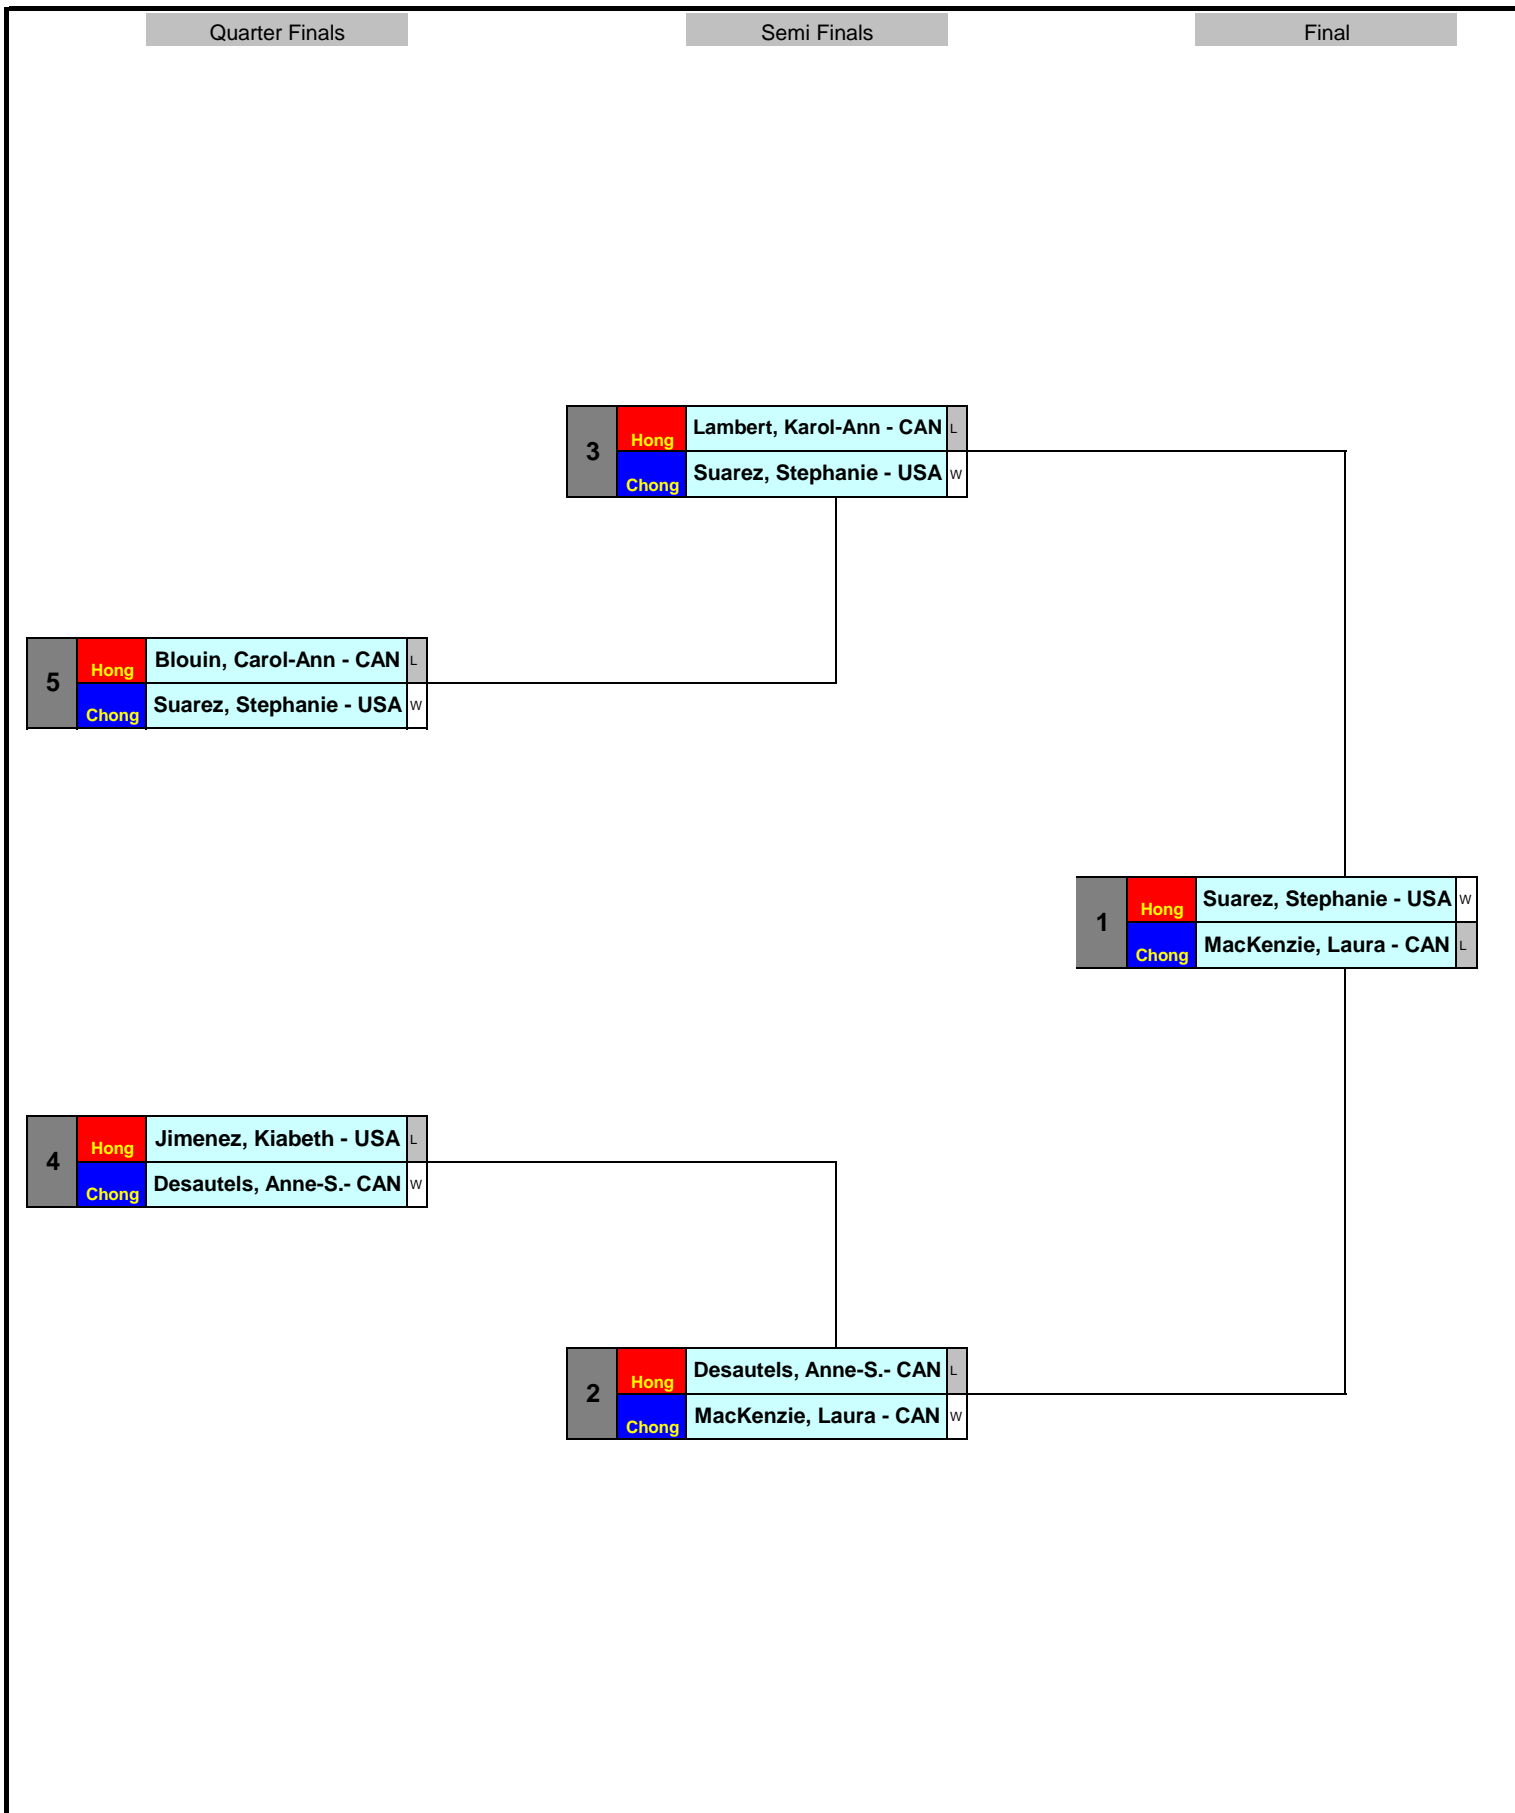 Quarter Finals
Semi Finals
Final
3
Hong
Lambert, Karol-Ann - CAN
L
Chong
Suarez, Stephanie - USA
W
5
Hong
Blouin, Carol-Ann - CAN
L
Chong
Suarez, Stephanie - USA
W
1
Hong
Suarez, Stephanie - USA
W
Chong
MacKenzie, Laura - CAN
L
4
Hong
Jimenez, Kiabeth - USA
L
Chong
Desautels, Anne-S.- CAN
W
2
Hong
Desautels, Anne-S.- CAN
L
Chong
MacKenzie, Laura - CAN
W